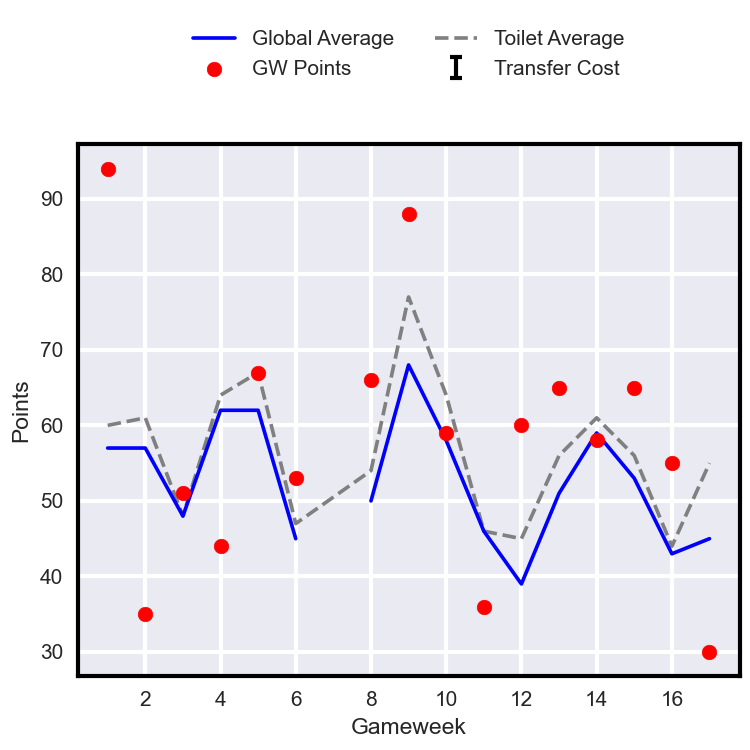 Global Average
Toilet Average
GW Points
Transfer Cost
90
80
70
60
50
40
30
Points
2 4 6 8 10 12 14 16
Gameweek